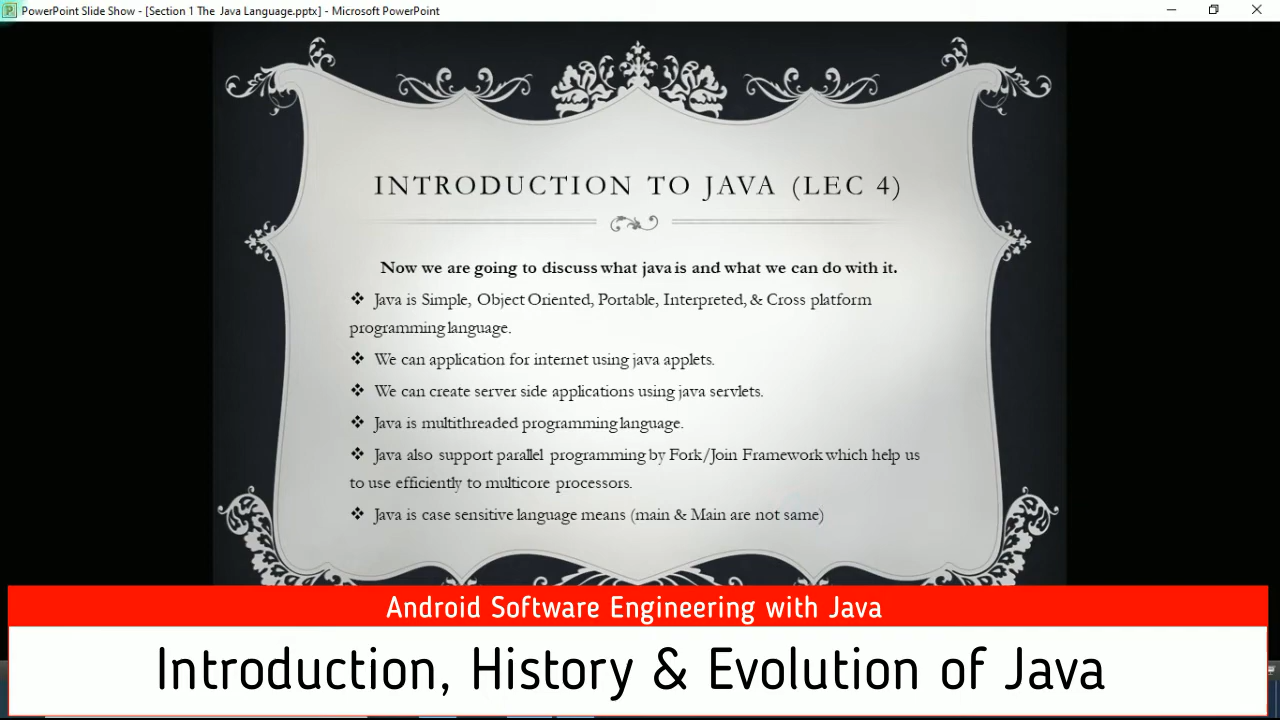 PowerPoint Slide Show - [Section 1 The Java Language.pptx] - Microsoft PowerPoint
INTRODUCTION TO JAVA (LEC 4)
Now we are going to discuss what java is and what we can do with it.
❖ Java is Simple, Object Oriented, Portable, Interpreted, & Cross platform
programming language.
❖ We can application for internet using java applets.
❖ We can create server side applications using java servlets.
❖ Java is multithreaded programming language.
❖ Java also support parallel programming by Fork/Join Framework which help us
to use efficiently to multicore processors.
❖ Java is case sensitive language means (main & Main are not same)
Android Software Engineering with Java
Introduction, History & Evolution of Java